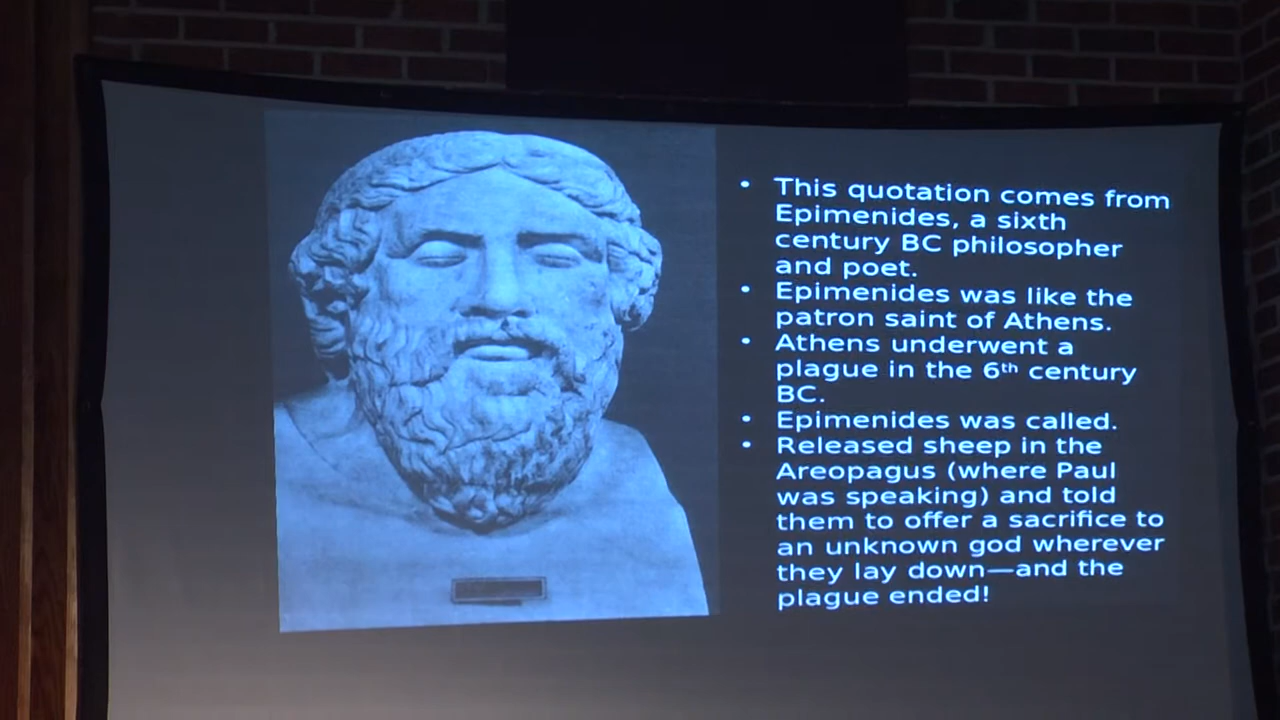 • This quotation comes from
Epimenides, a sixth
century BC philosopher
and poet.
• Epimenides was like the
patron saint of Athens.
• Athens underwent a
plague in the 6th century
BC.
• Epimenides was called.
• Released sheep in the
Areopagus (where Paul
was speaking) and told
them to offer a sacrifice to
an unknown god wherever
they lay down—and the
plague ended!